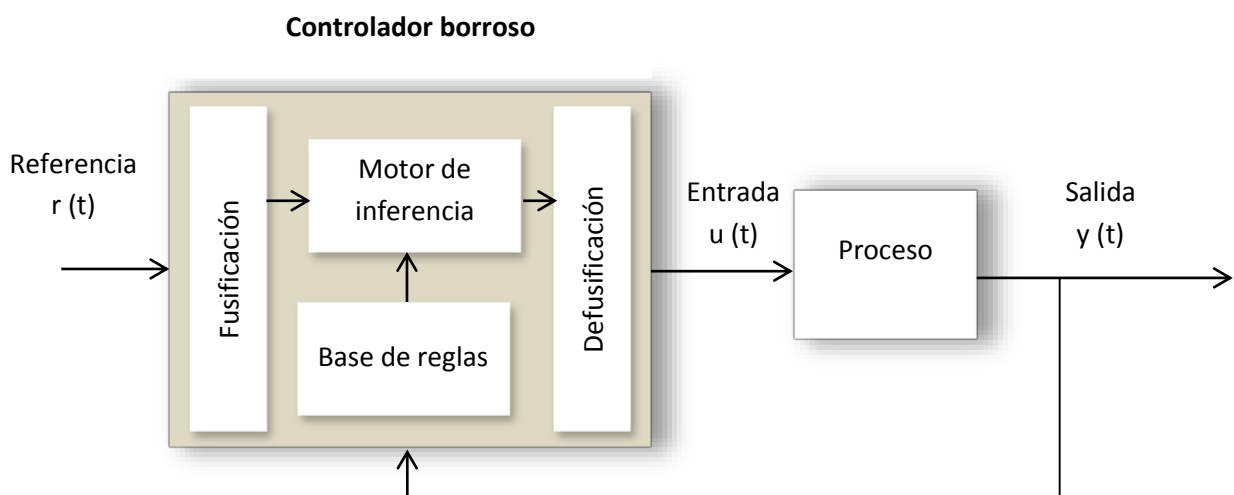 Controlador borroso
Referencia
r (t)
Fusificación
Motor de
inferencia
Base de reglas
Defusificación
Entrada
u (t)
Proceso
Salida
y (t)